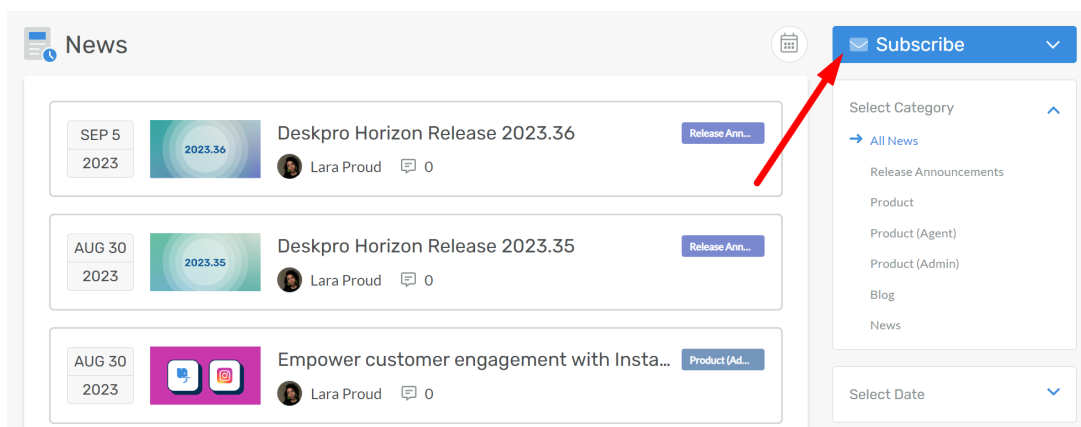 News
Subscribe
SEP 5
2023
2023.36
Deskpro Horizon Release 2023.36
Lara Proud 0
Release Ann...
AUG 30
2023
2023.35
Deskpro Horizon Release 2023.35
Lara Proud 0
Release Ann...
AUG 30
2023
Empower customer engagement with Insta...
Lara Proud 0
Product (Ad...
Select Category
All News
Release Announcements
Product
Product (Agent)
Product (Admin)
Blog
News
Select Date